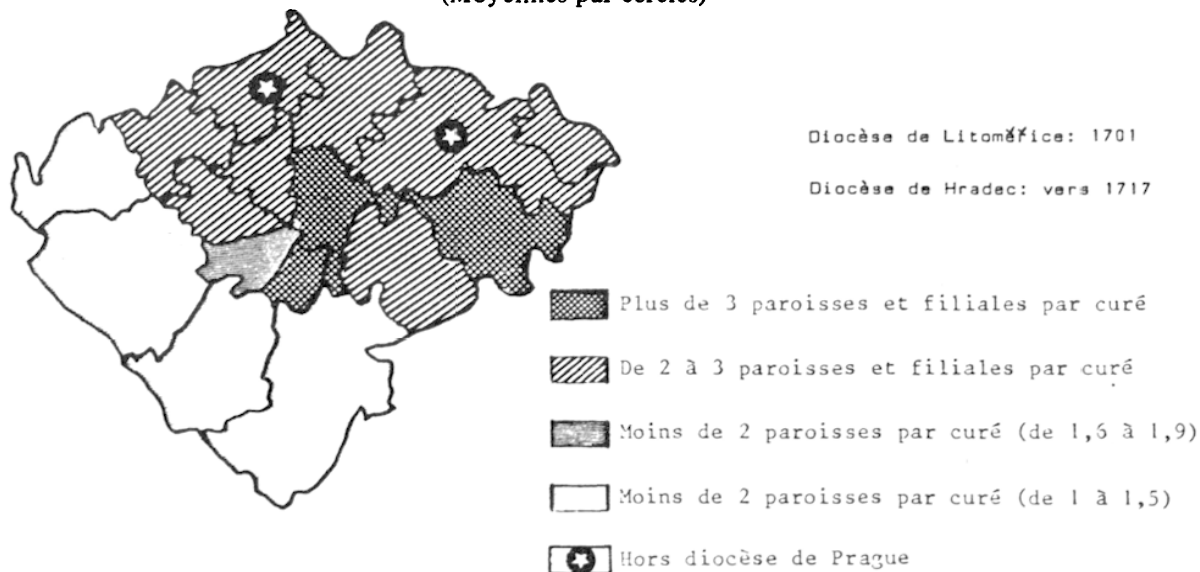 (Moyennes par cercles)
Diocèse de Litoměřice: 1701
Diocèse de Hradec: vers 1717
Plus de 3 paroisses et filiales par curé
De 2 à 3 paroisses et filiales par curé
Moins de 2 paroisses par curé (de 1,6 à 1,9)
Moins de 2 paroisses par curé (de 1 à 1,5)
Hors diocèse de Prague